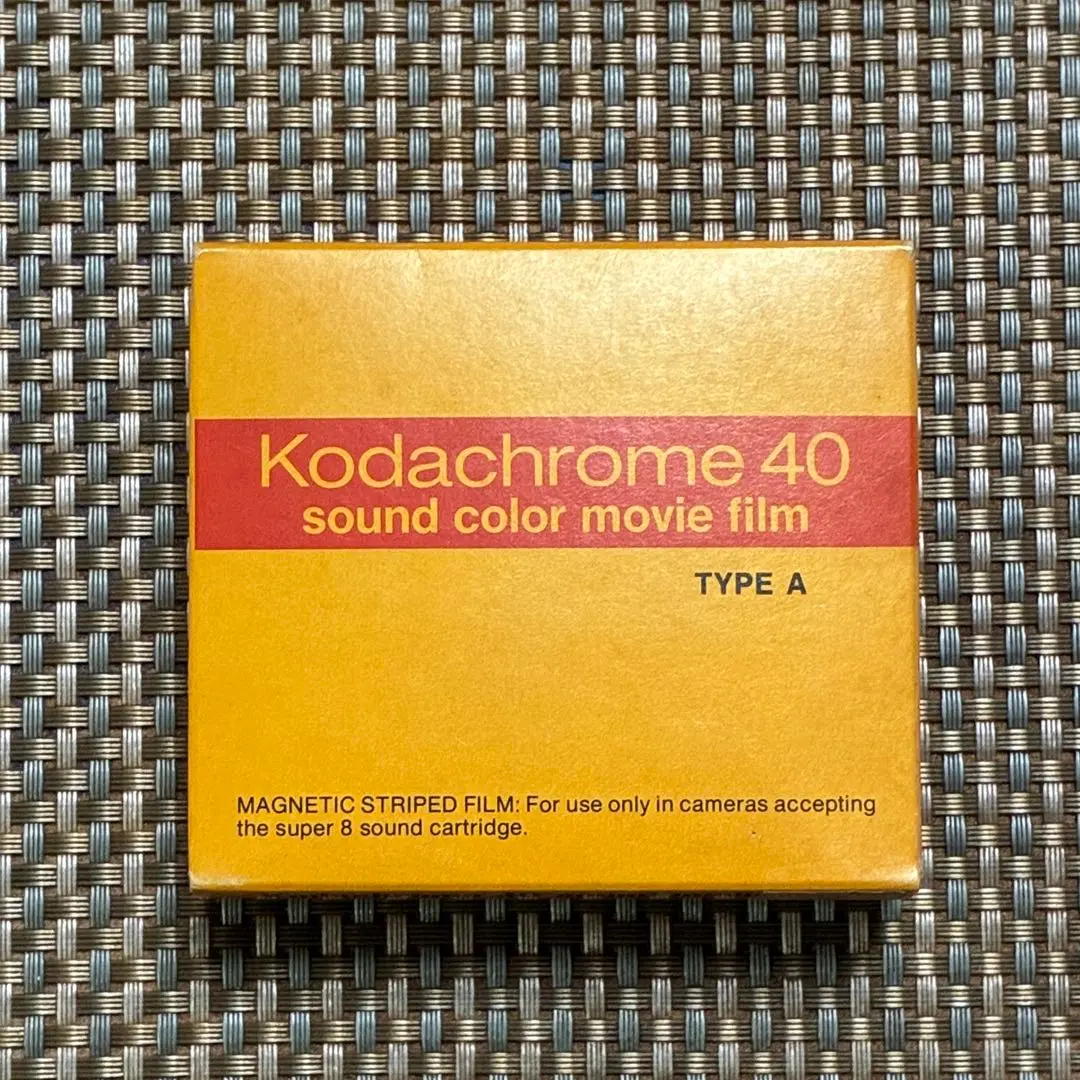 Kodachrome 40
sound color movie film
TYPE A
MAGNETIC STRIPED FILM: For use only in cameras accepting
the super 8 sound cartridge.